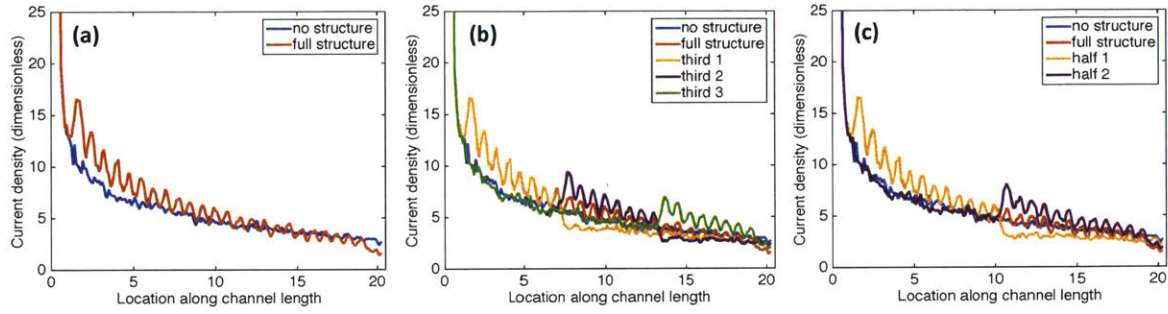 (a)
no structure
full structure
Current density (dimensionless)
25
20
15
10
5
0
0 5 10 15 20
Location along channel length
(b)
no structure
full structure
third 1
third 2
third 3
Current density (dimensionless)
25
20
15
10
5
0
0 5 10 15 20
Location along channel length
(c)
no structure
full structure
half 1
half 2
Current density (dimensionless)
25
20
15
10
5
0
0 5 10 15 20
Location along channel length